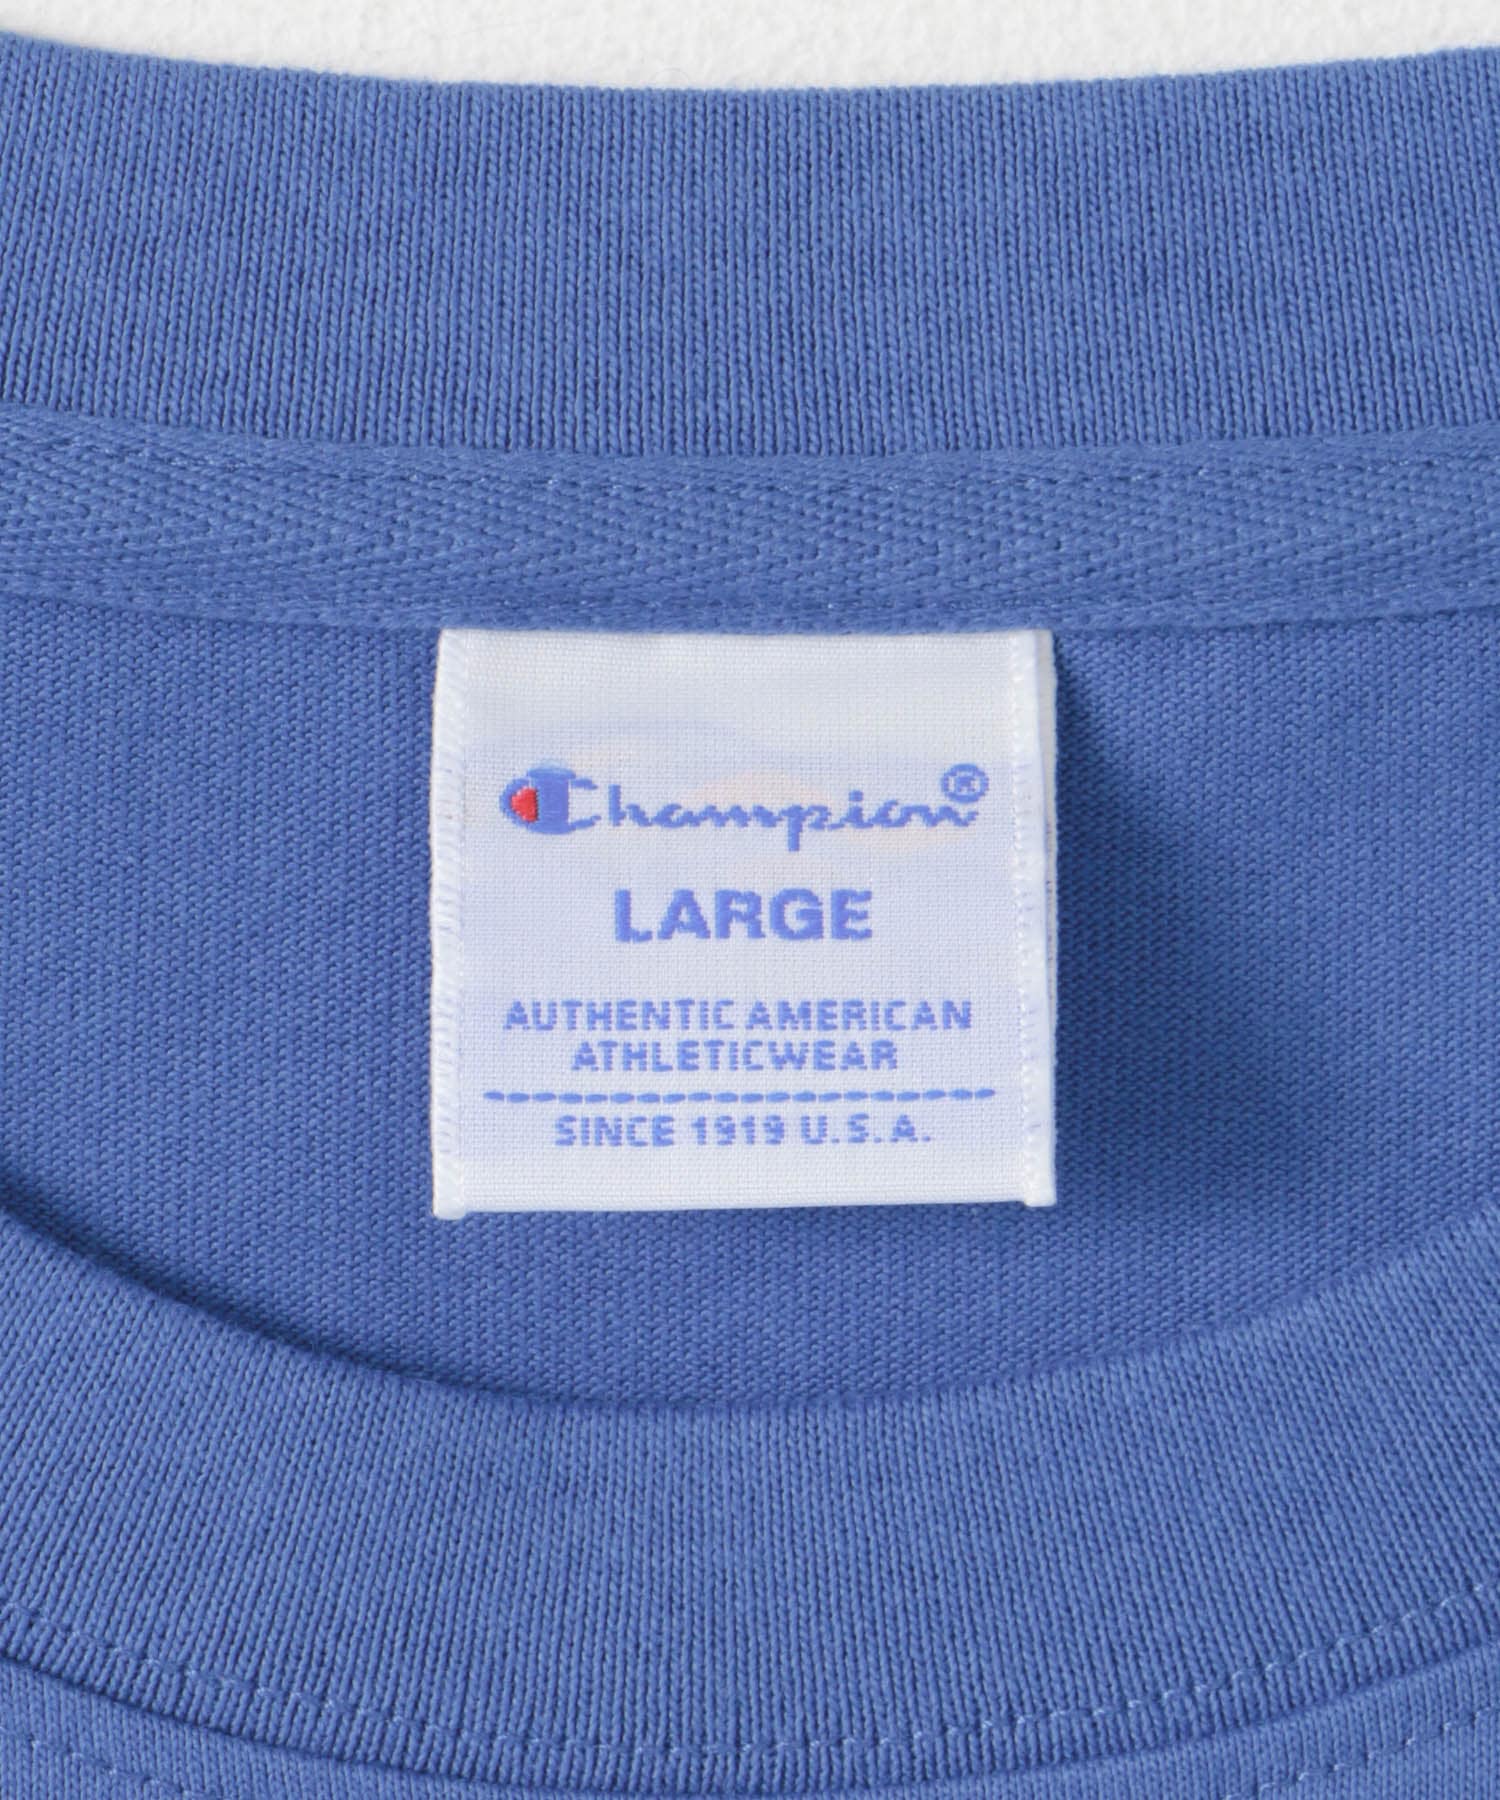 Champion®
LARGE
AUTHENTIC AMERICAN
ATHLETICWEAR
SINCE 1919 U.S.A.